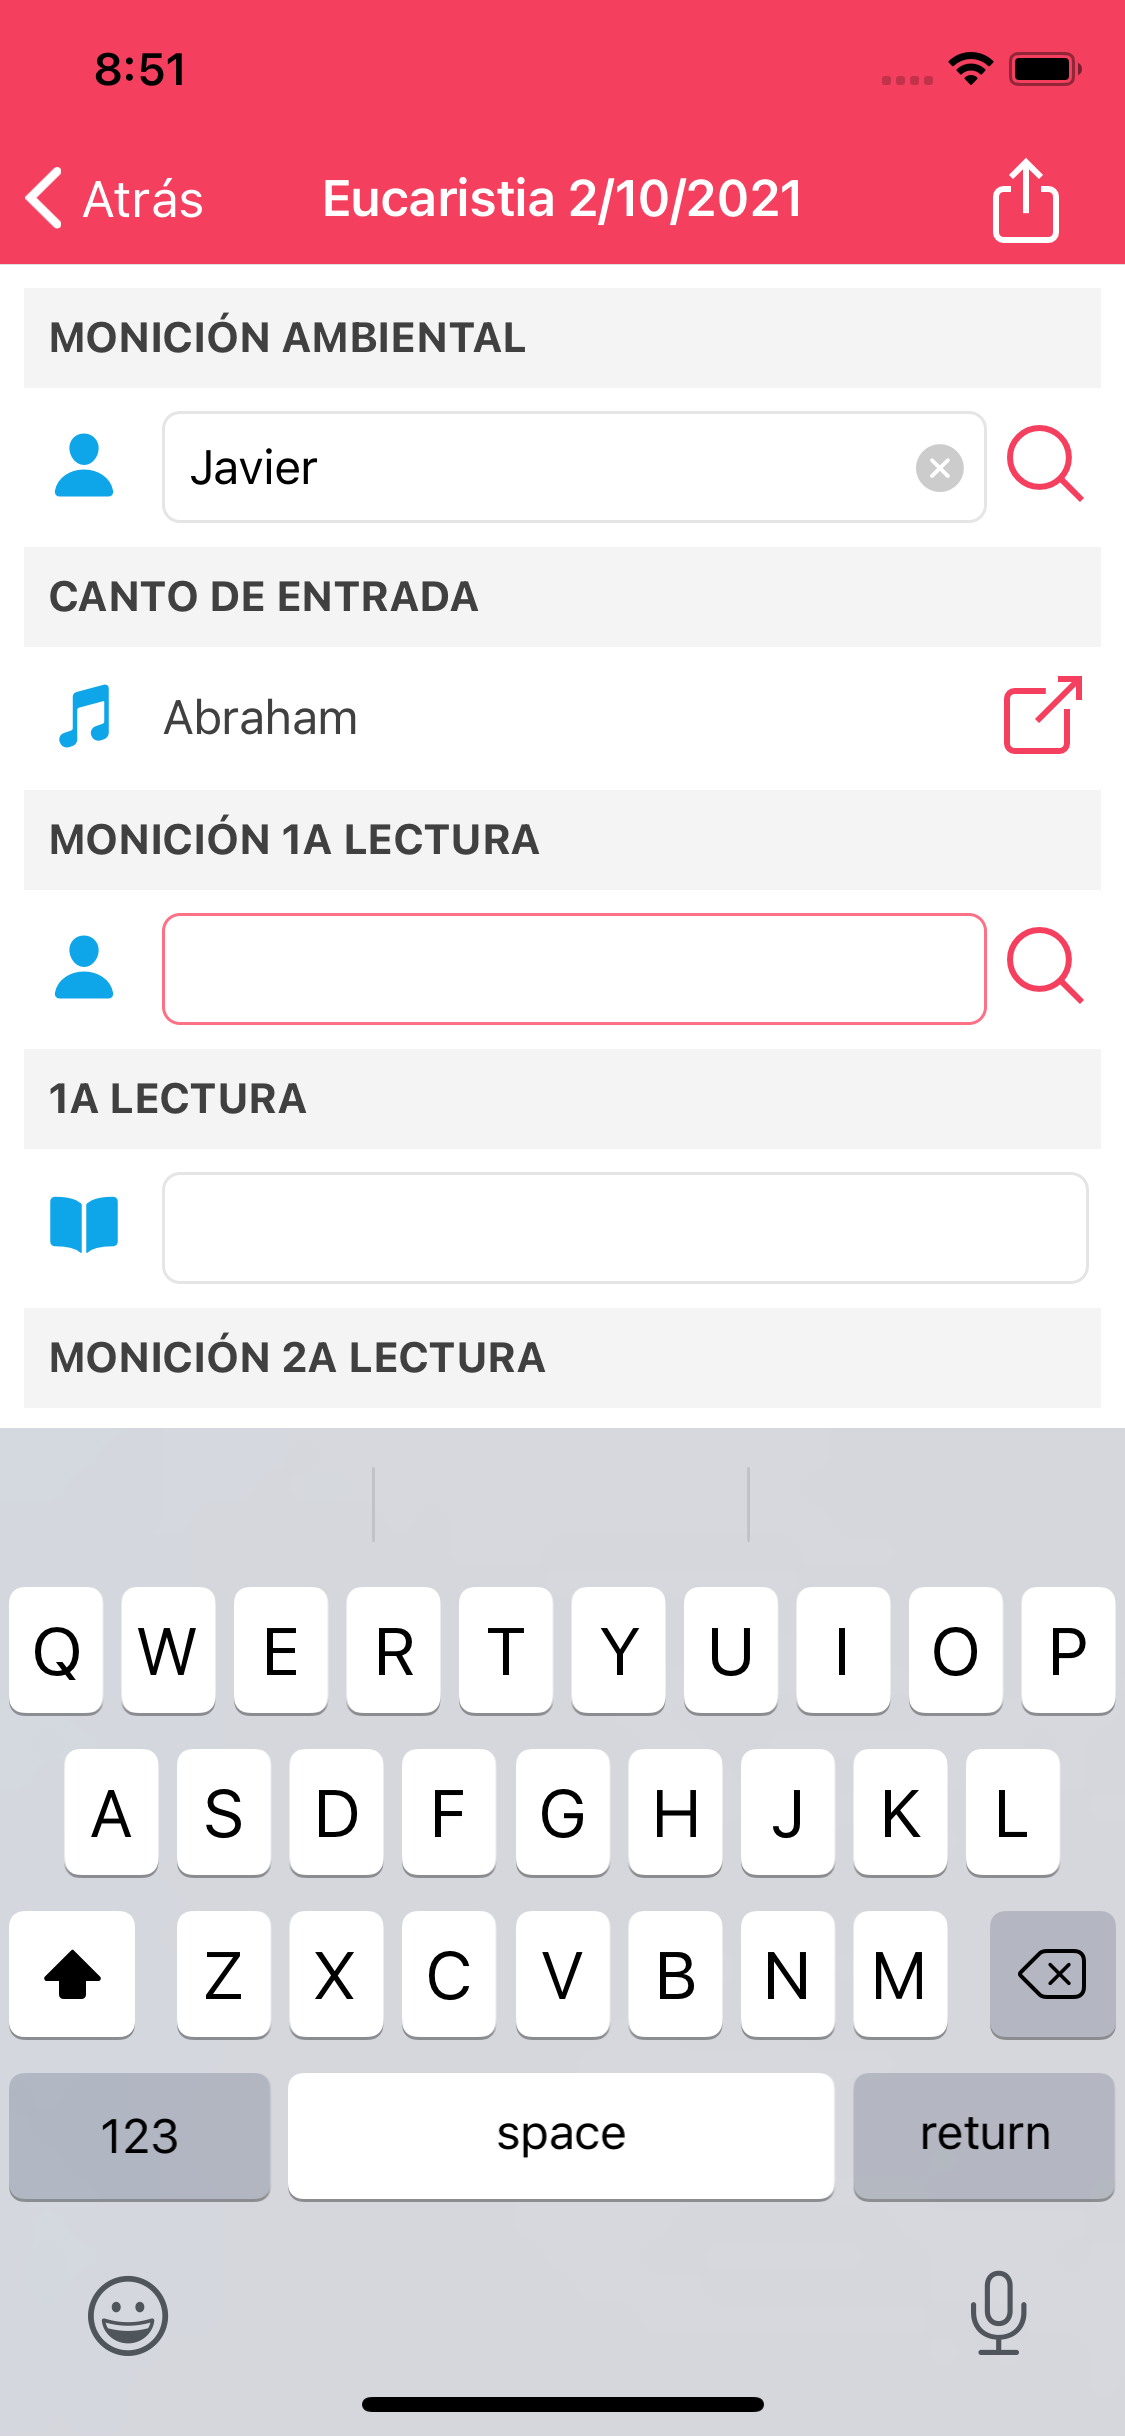 8:51
Atrás
Eucaristia 2/10/2021
MONICIÓN AMBIENTAL
Javier
CANTO DE ENTRADA
Abraham
MONICIÓN 1A LECTURA
1A LECTURA
MONICIÓN 2A LECTURA
Q W E R T Y U I O P
A S D F G H J K L
Z X C V B N M
123 space return